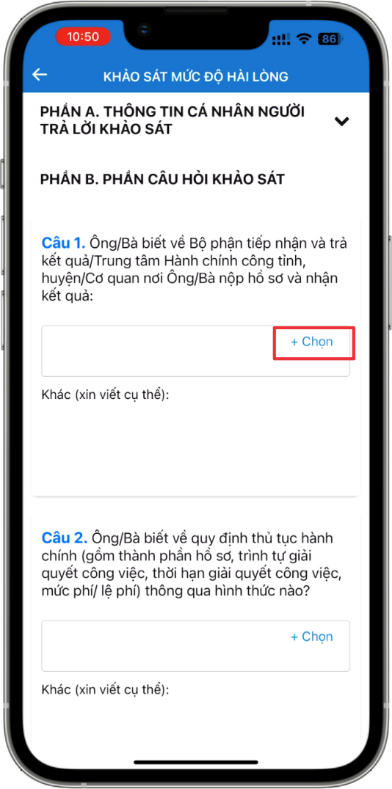 10:50
86
KHẢO SÁT MỨC ĐỘ HÀI LÒNG
PHẦN A. THÔNG TIN CÁ NHÂN NGƯỜI
TRẢ LỜI KHẢO SÁT
PHẦN B. PHẦN CÂU HỎI KHẢO SÁT
Câu 1. Ông/Bà biết về Bộ phận tiếp nhận và trả
kết quả/Trung tâm Hành chính công tỉnh,
huyện/Cơ quan nơi Ông/Bà nộp hồ sơ và nhận
kết quả:
+ Chọn
Khác (xin viết cụ thể):
Câu 2. Ông/Bà biết về quy định thủ tục hành
chính (gồm thành phần hồ sơ, trình tự giải
quyết công việc, thời hạn giải quyết công việc,
mức phí/ lệ phí) thông qua hình thức nào?
+ Chọn
Khác (xin viết cụ thể):